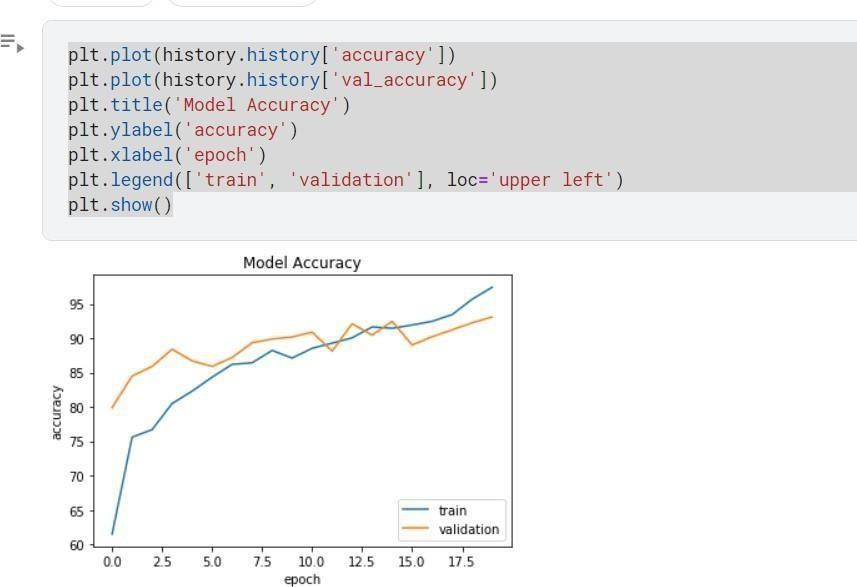 plt.plot(history.history['accuracy'])
plt.plot(history.history['val_accuracy'])
plt.title('Model Accuracy')
plt.ylabel('accuracy')
plt.xlabel('epoch')
plt.legend(['train', 'validation'], loc='upper left')
plt.show()
Model Accuracy
95
90
85
80
75
70
65
60
accuracy
train
validation
0.0 2.5 5.0 7.5 10.0 12.5 15.0 17.5
epoch